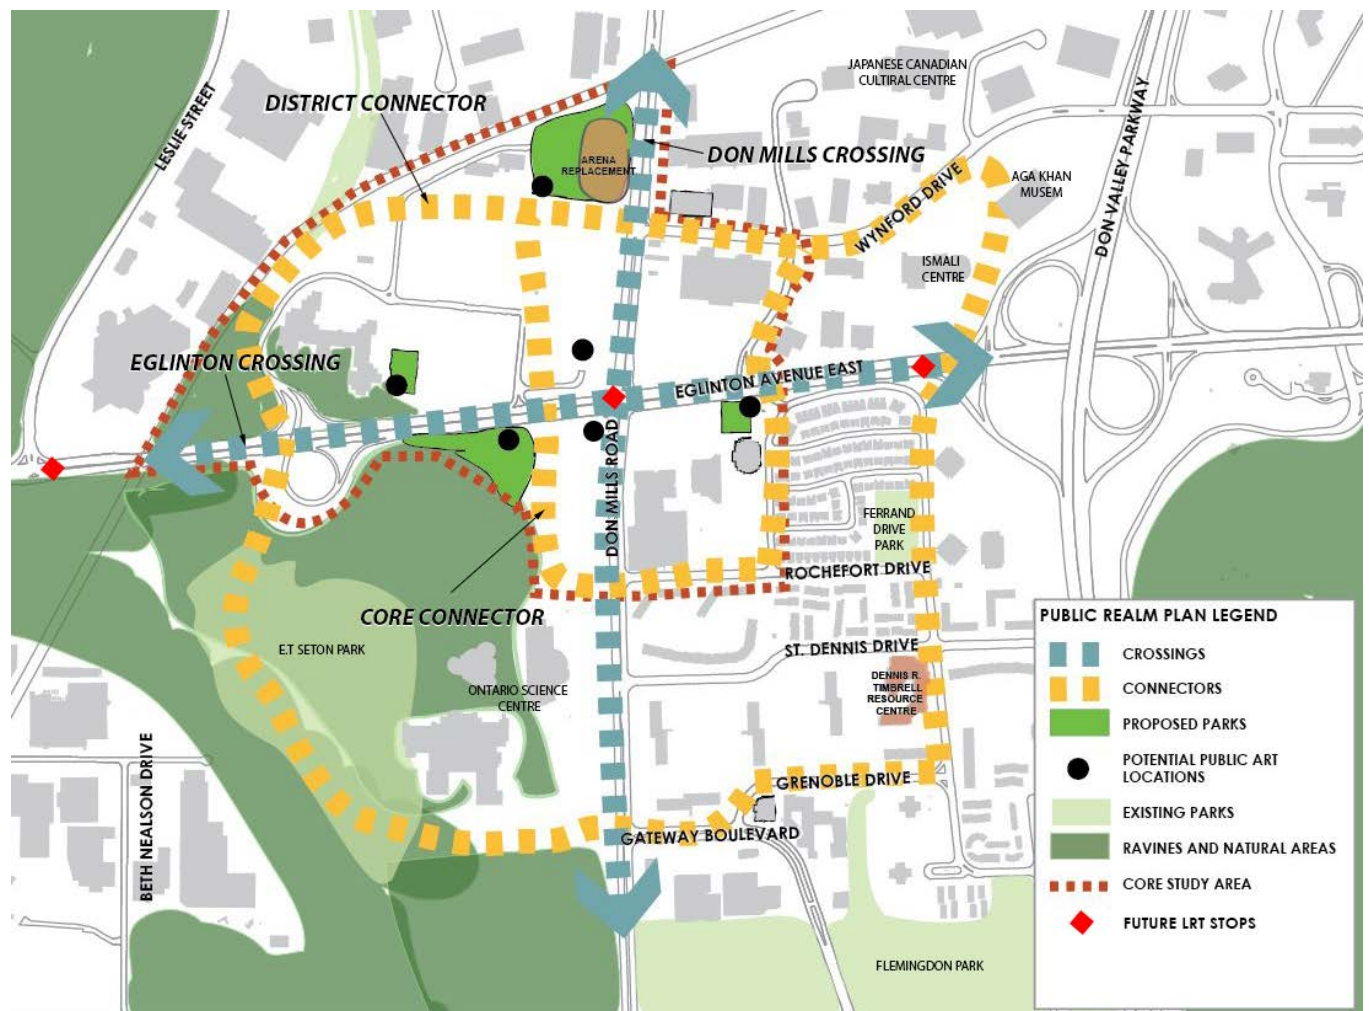 JAPANESE CANADIAN
CULTIRAL CENTRE
DISTRICT CONNECTOR
LESLIE STREET
DON MILLS CROSSING
ARENA
REPLACEMENT
AGA KHAN
MUSEM
WYNFORD DRIVE
DON VALLEY PARKWAY
ISMALI
CENTRE
EGLINTON CROSSING
EGLINTON AVENUE EAST
DON MILLS ROAD
FERRAND
DRIVE
PARK
ROCHEFORT DRIVE
CORE CONNECTOR
E.T SETON PARK
ST. DENNIS DRIVE
DENNIS R.
TIMBRELL
RESOURCE
CENTRE
ONTARIO SCIENCE
CENTRE
BETH NEALSON DRIVE
GRENOBLE DRIVE
GATEWAY BOULEVARD
FLEMINGDON PARK
PUBLIC REALM PLAN LEGEND
CROSSINGS
CONNECTORS
PROPOSED PARKS
POTENTIAL PUBLIC ART
LOCATIONS
EXISTING PARKS
RAVINES AND NATURAL AREAS
CORE STUDY AREA
FUTURE LRT STOPS